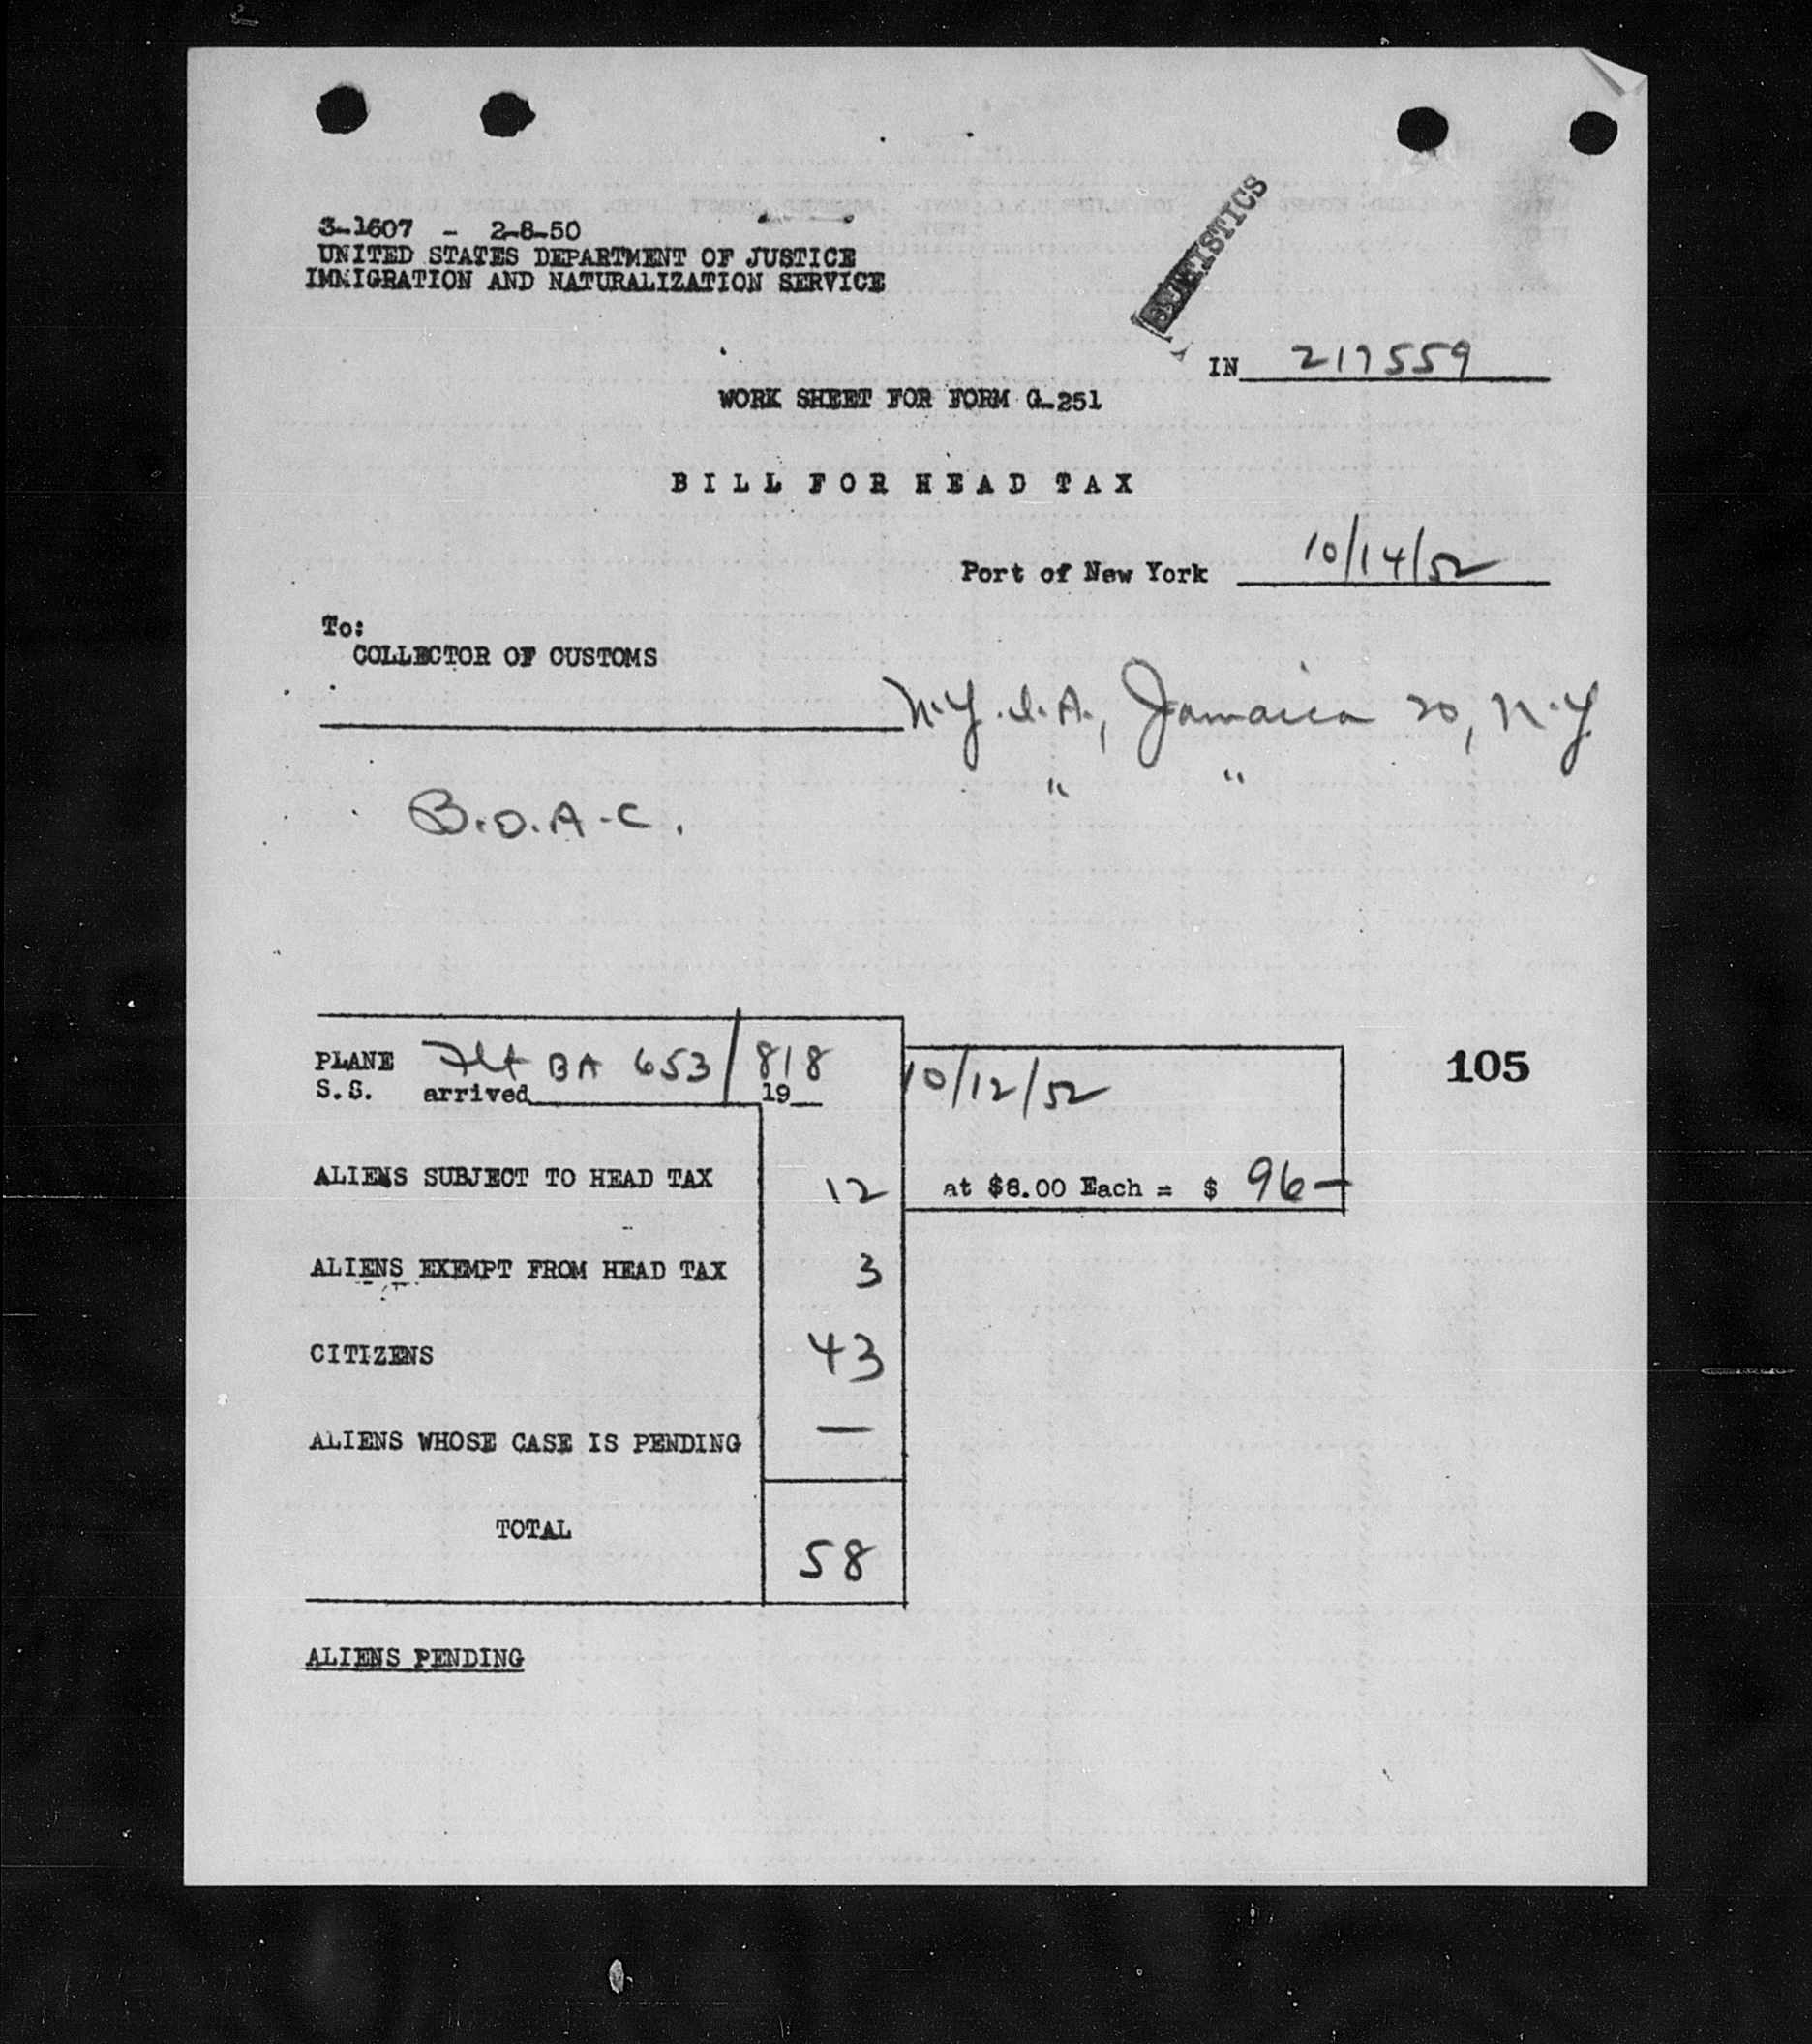 3-1607 - 2-8-50
UNITED STATES DEPARTMENT OF JUSTICE
IMMIGRATION AND NATURALIZATION SERVICE
STATISTICS
IN 217559
WORK SHEET FOR FORM G-251
BILL FOR HEAD TAX
Port of New York 10/14/52
To:
COLLECTOR OF CUSTOMS
N.Y.I.A., Jamaica 20, N.Y.
" "
B.O.A.C.
PLANE Flt BA 653/818
S.S. arrived 19 10/12/52
105
ALIENS SUBJECT TO HEAD TAX 12 at $8.00 Each = $ 96-
ALIENS EXEMPT FROM HEAD TAX 3
CITIZENS 43
ALIENS WHOSE CASE IS PENDING —
TOTAL 58
ALIENS PENDING